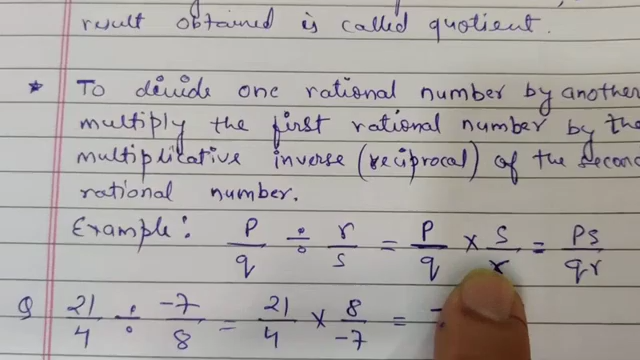 result obtained is called quotient.
* To divide one rational number by another
multiply the first rational number by the
multiplicative inverse (reciprocal) of the second
rational number.
Example: P/q ÷ r/s = P/q × s/r = Ps/qr
Q 21/4 ÷ -7/8 = 21/4 × 8/-7 =